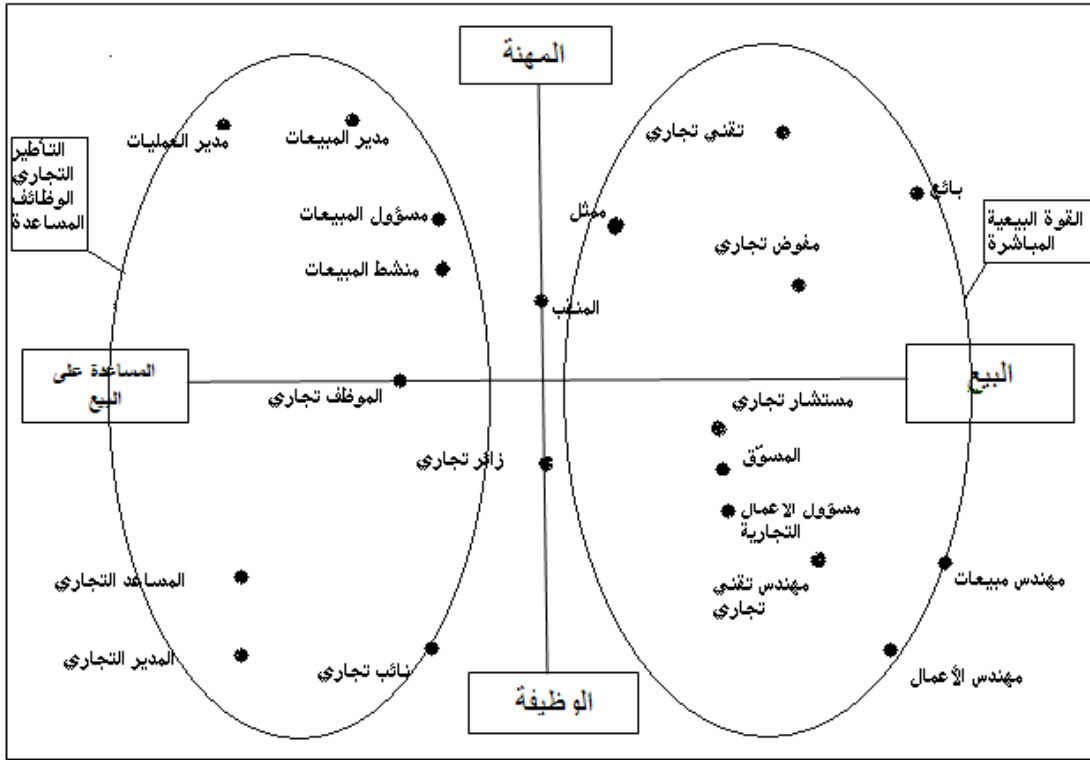 المهنة
تقني تجاري
مدير المبيعات
مدير العمليات
التأطير
التجاري
الوظائف
المساعدة
بائع
القوة البيعية
المباشرة
ممثل
مسؤول المبيعات
مفوض تجاري
منشط المبيعات
المنقب
البيع
المساعدة على
البيع
مستشار تجاري
الموظف تجاري
المسوّق
زائر تجاري
مسؤول الاعمال
التجارية
مهندس مبيعات
مهندس تقني
تجاري
المساعد التجاري
مهندس الأعمال
نائب تجاري
المدير التجاري
الوظيفة